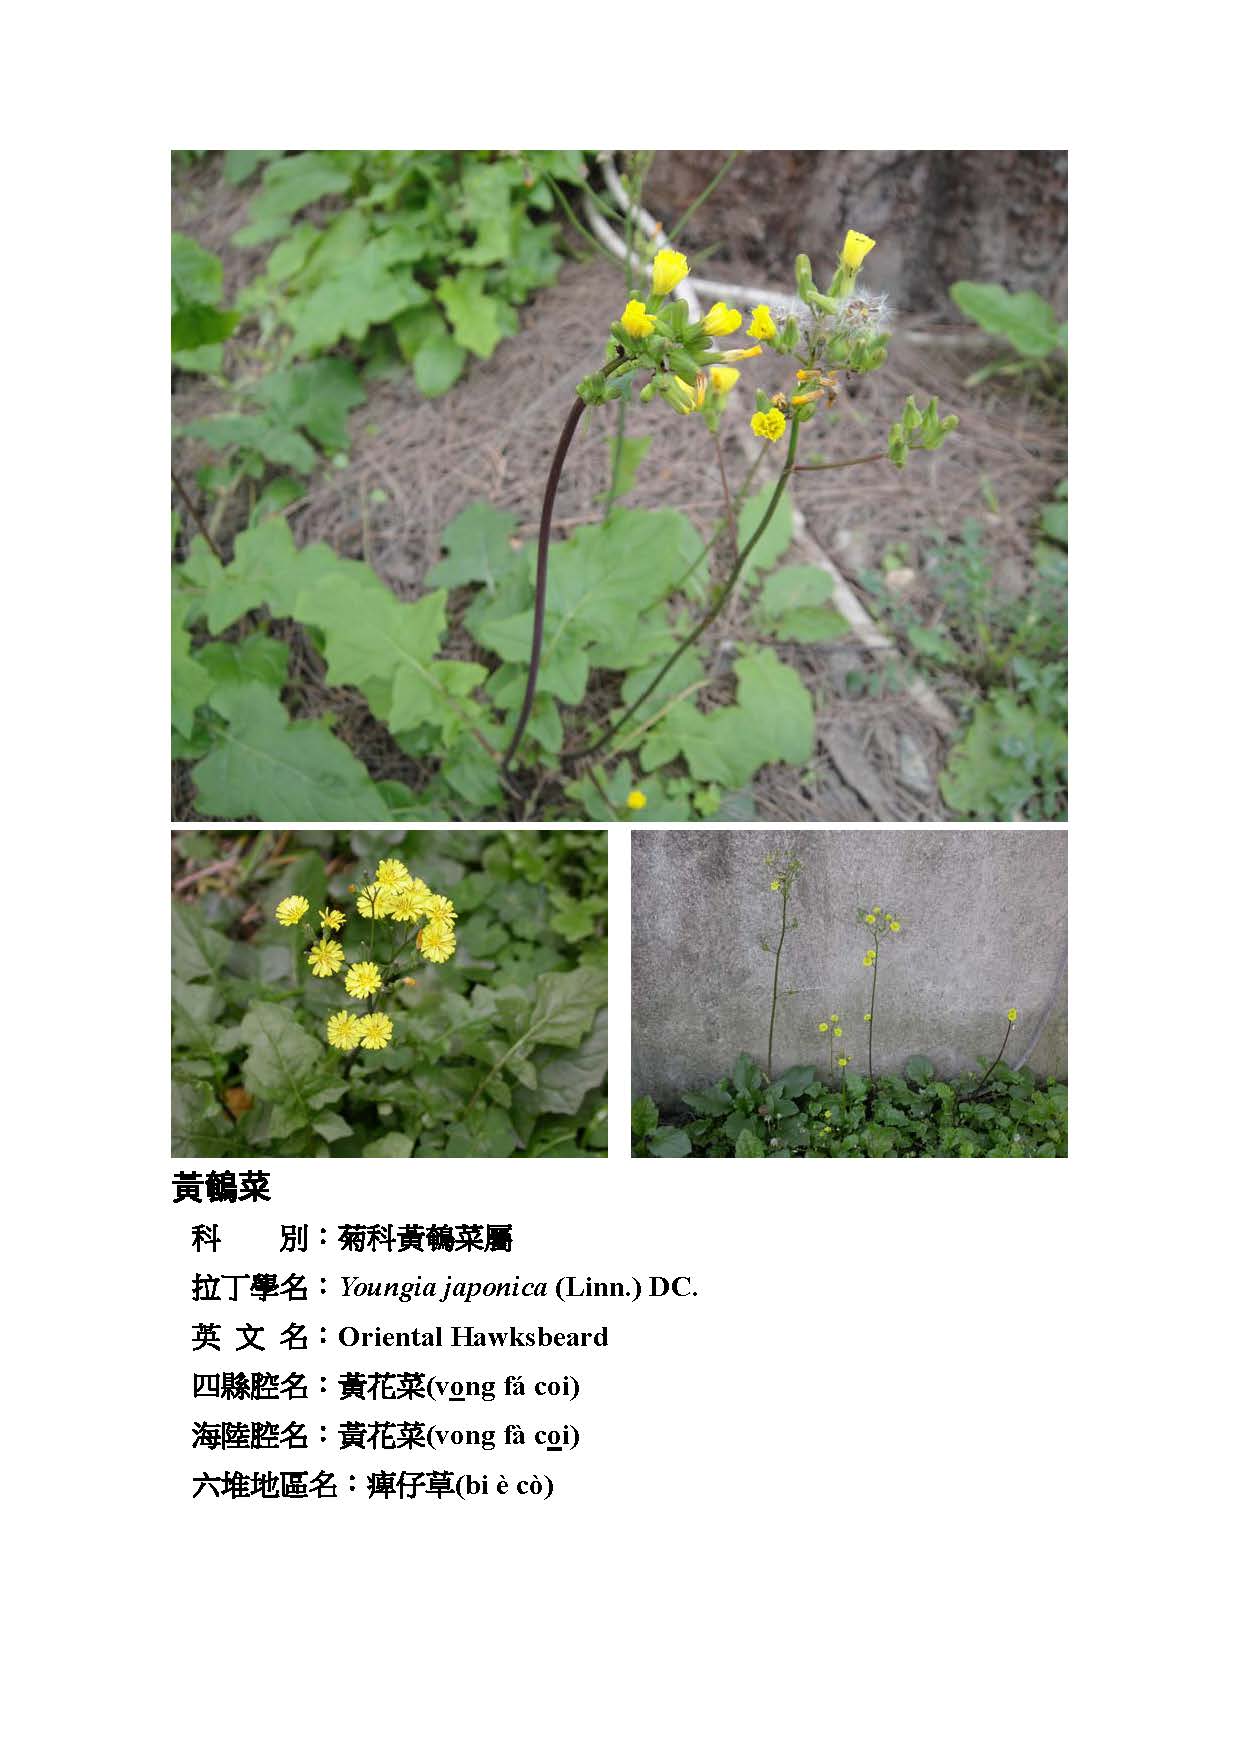 黃鵪菜
科　　別：菊科黃鵪菜屬
拉丁學名：Youngia japonica (Linn.) DC.
英 文 名：Oriental Hawksbeard
四縣腔名：黃花菜(vong fá coi)
海陸腔名：黃花菜(vong fà coi)
六堆地區名：痺仔草(bi è cò)